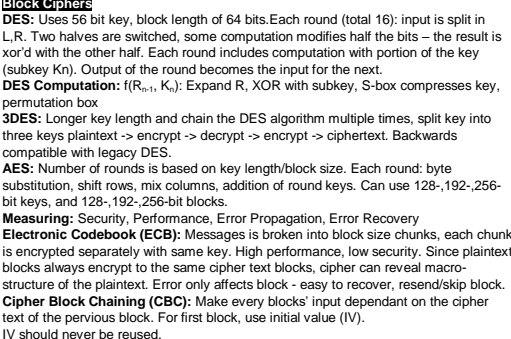 Block Ciphers
DES: Uses 56 bit key, block length of 64 bits.Each round (total 16): input is split in
L,R. Two halves are switched, some computation modifies half the bits – the result is
xor'd with the other half. Each round includes computation with portion of the key
(subkey Kn). Output of the round becomes the input for the next.
DES Computation: f(Rn-1, Kn): Expand R, XOR with subkey, S-box compresses key,
permutation box
3DES: Longer key length and chain the DES algorithm multiple times, split key into
three keys plaintext -> encrypt -> decrypt -> encrypt -> ciphertext. Backwards
compatible with legacy DES.
AES: Number of rounds is based on key length/block size. Each round: byte
substitution, shift rows, mix columns, addition of round keys. Can use 128-,192-,256-
bit keys, and 128-,192-,256-bit blocks.
Measuring: Security, Performance, Error Propagation, Error Recovery
Electronic Codebook (ECB): Messages is broken into block size chunks, each chunk
is encrypted separately with same key. High performance, low security. Since plaintext
blocks always encrypt to the same cipher text blocks, cipher can reveal macro-
structure of the plaintext. Error only affects block - easy to recover, resend/skip block.
Cipher Block Chaining (CBC): Make every blocks' input dependant on the cipher
text of the pervious block. For first block, use initial value (IV).
IV should never be reused.